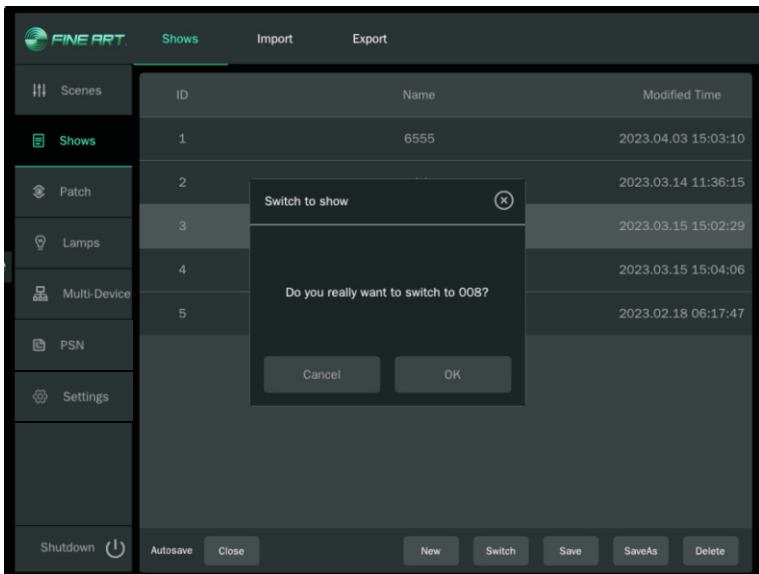 FINE ART. Shows Import Export
Scenes
Shows
Patch
Lamps
Multi-Device
PSN
Settings
Shutdown
ID Name Modified Time
1 6555 2023.04.03 15:03:10
2 2023.03.14 11:36:15
3 2023.03.15 15:02:29
4 2023.03.15 15:04:06
5 2023.02.18 06:17:47
Switch to show
Do you really want to switch to 008?
Cancel OK
Autosave Close New Switch Save SaveAs Delete